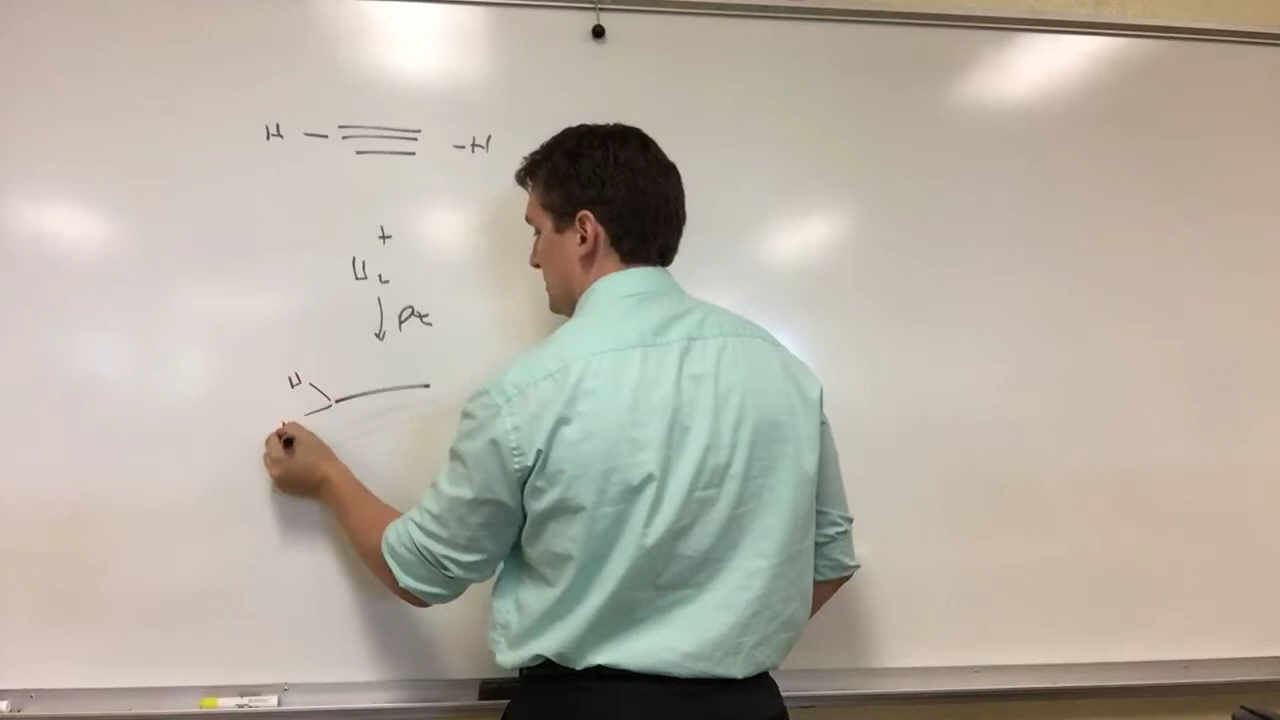 H - ≡ -H
+
H₂
↓ Pt
H